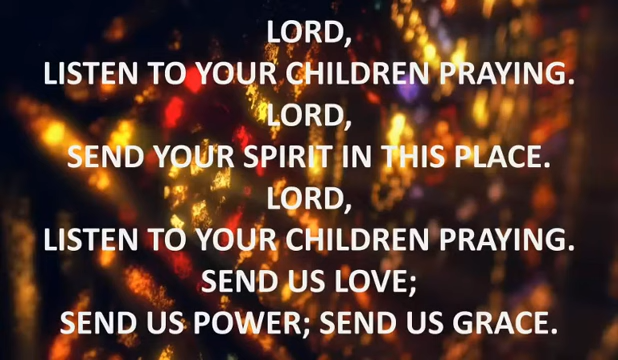 LORD,
LISTEN TO YOUR CHILDREN PRAYING.
LORD,
SEND YOUR SPIRIT IN THIS PLACE.
LORD,
LISTEN TO YOUR CHILDREN PRAYING.
SEND US LOVE;
SEND US POWER; SEND US GRACE.